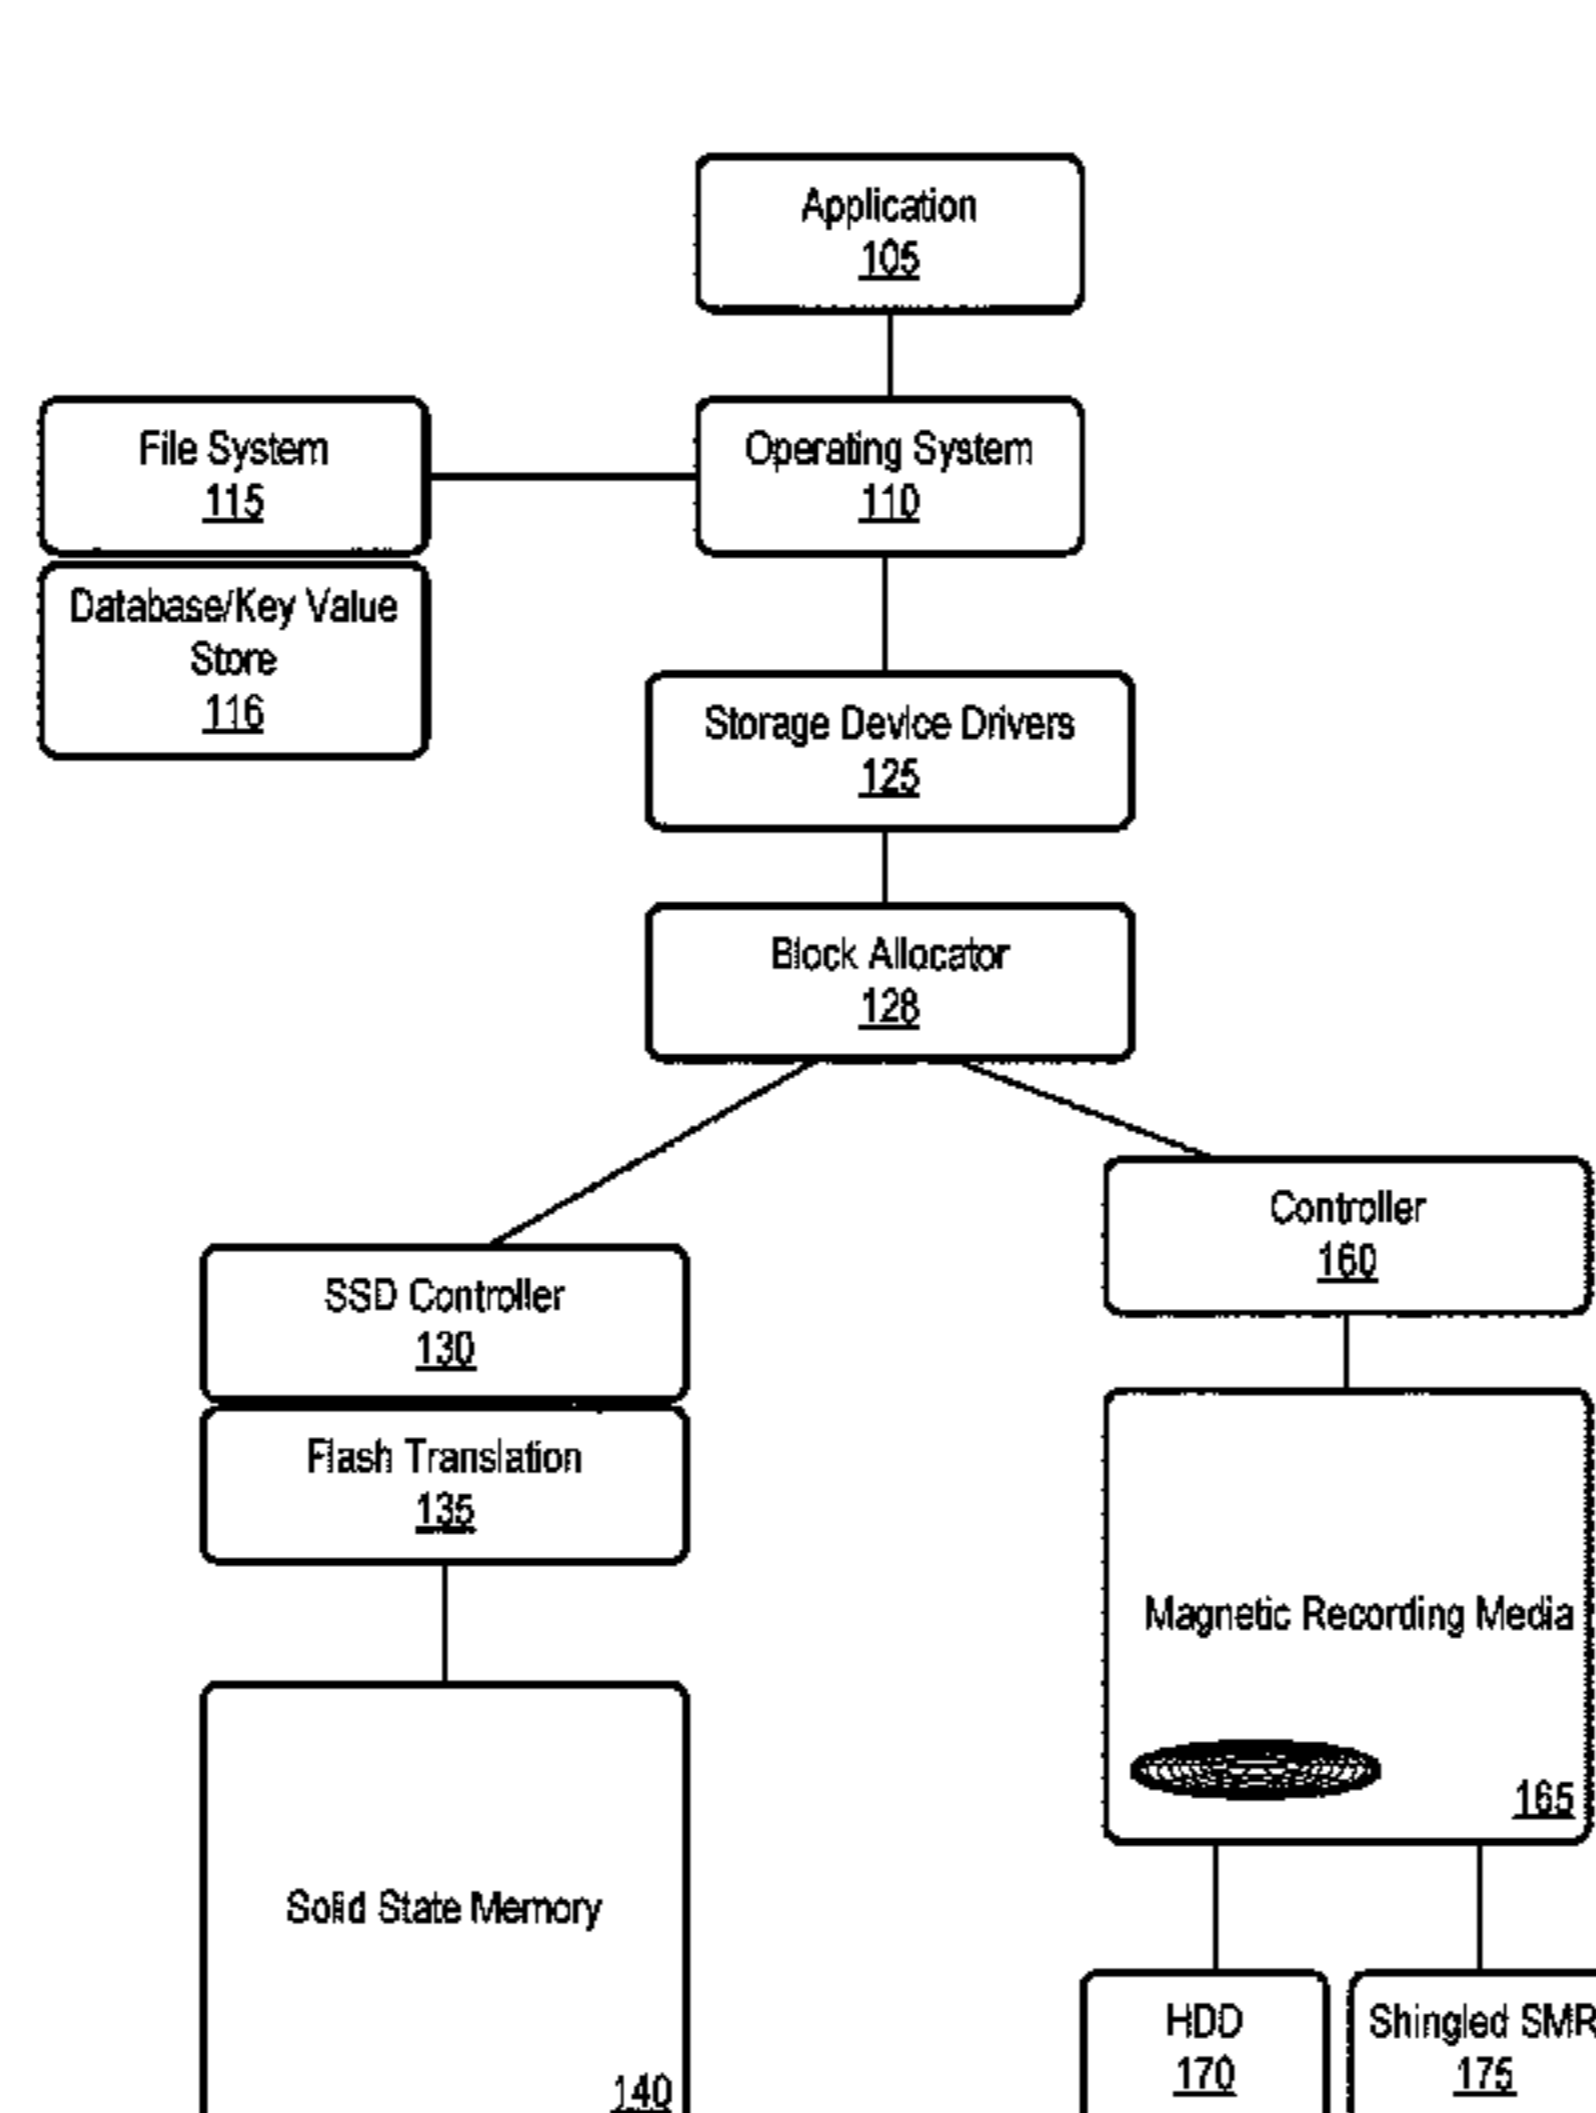 Application
105
File System
115
Operating System
110
Database/Key Value
Store
116
Storage Device Drivers
125
Block Allocator
128
Controller
160
SSD Controller
130
Flash Translation
135
Magnetic Recording Media
165
Solid State Memory
140
HDD
170
Shingled SMR
175